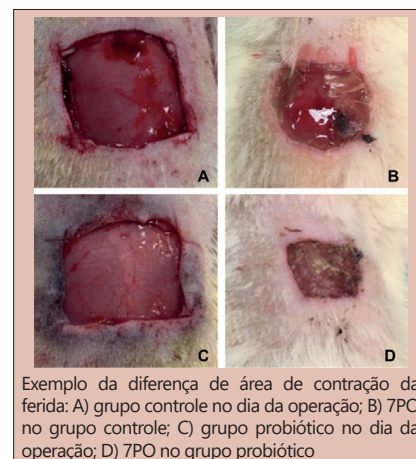 A
B
C
D
Exemplo da diferença de área de contração da
ferida: A) grupo controle no dia da operação; B) 7PO
no grupo controle; C) grupo probiótico no dia da
operação; D) 7PO no grupo probiótico